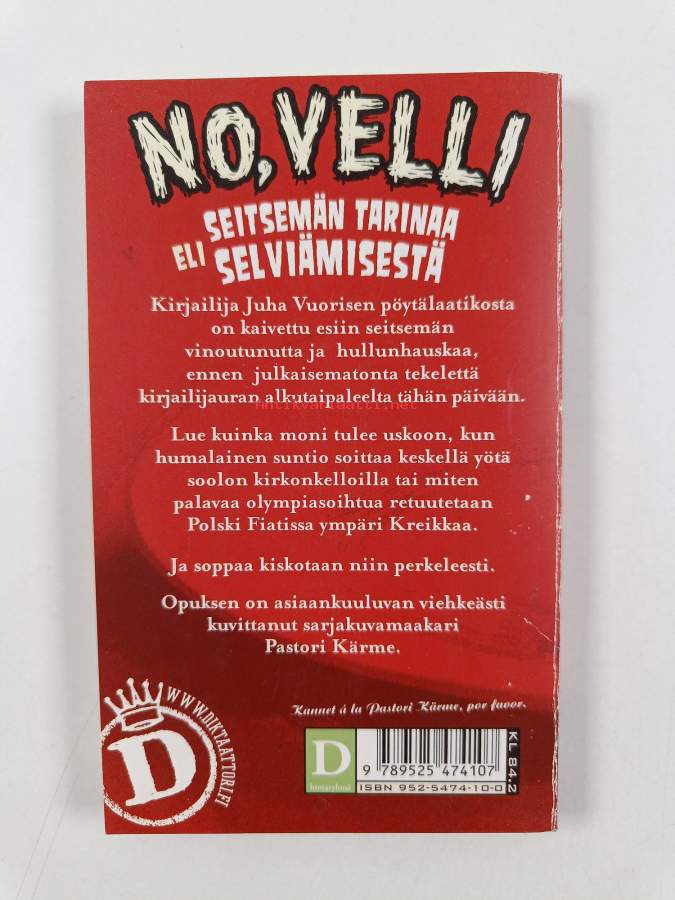 NO, VELLI
SEITSEMÄN TARINAA
ELI SELVIÄMISESTÄ
Kirjailija Juha Vuorisen pöytälaatikosta
on kaivettu esiin seitsemän
vinoutunutta ja hullunhauskaa,
ennen julkaisematonta tekelettä
kirjailijauran alkutaipaleelta tähän päivään.
antikvariaatti.net
Lue kuinka moni tulee uskoon, kun
humalainen suntio soittaa keskellä yötä
soolon kirkonkelloilla tai miten
palavaa olympiasoihtua retuutetaan
Polski Fiatissa ympäri Kreikkaa.
Ja soppaa kiskotaan niin perkeleesti.
Opuksen on asiaankuuluvan viehkeästi
kuvittanut sarjakuvamaakari
Pastori Kärme.
Kannet á la Pastori Kärme, por favor.
WWW.DIKTAATTORI.FI
D
D
9 789525 474107
ISBN 952-5474-10-0
KL 84.2